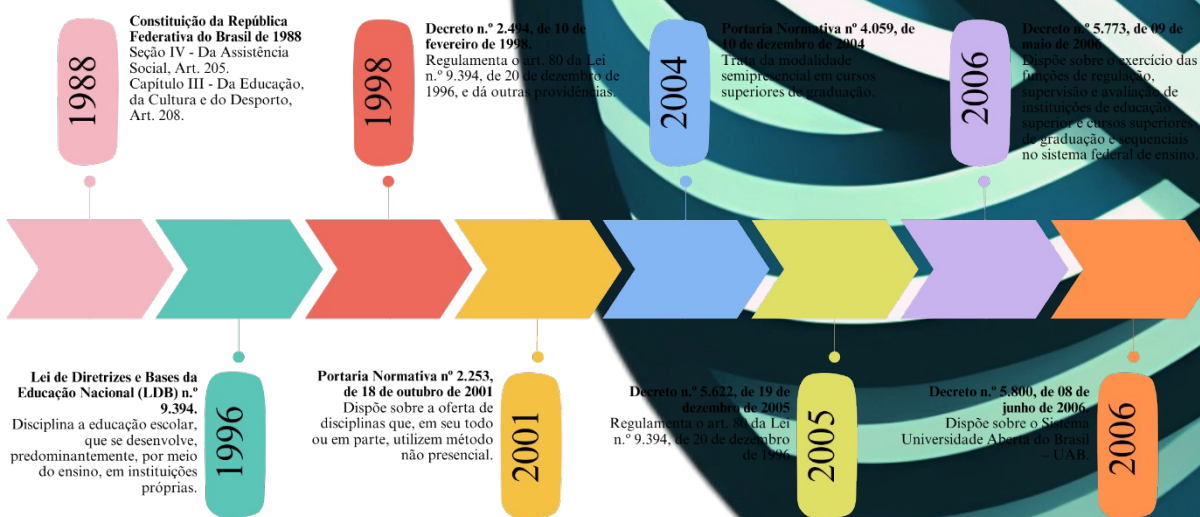 1988
Constituição da República
Federativa do Brasil de 1988
Seção IV - Da Assistência
Social, Art. 205.
Capítulo III - Da Educação,
da Cultura e do Desporto,
Art. 208.
1998
Decreto n.º 2.494, de 10 de
fevereiro de 1998.
Regulamenta o art. 80 da Lei
n.º 9.394, de 20 de dezembro de
1996, e dá outras providências.
2004
Portaria Normativa nº 4.059, de
10 de dezembro de 2004
Trata da modalidade
semipresencial em cursos
superiores de graduação.
2006
Decreto n.º 5.773, de 09 de
maio de 2006.
Dispõe sobre o exercício das
funções de regulação,
supervisão e avaliação de
instituições de educação
superior e cursos superiores
de graduação e sequenciais
no sistema federal de ensino.
Lei de Diretrizes e Bases da
Educação Nacional (LDB) n.º
9.394.
Disciplina a educação escolar,
que se desenvolve,
predominantemente, por meio
do ensino, em instituições
próprias.
1996
Portaria Normativa nº 2.253,
de 18 de outubro de 2001
Dispõe sobre a oferta de
disciplinas que, em seu todo
ou em parte, utilizem método
não presencial.
2001
Decreto n.º 5.622, de 19 de
dezembro de 2005
Regulamenta o art. 80 da Lei
n.º 9.394, de 20 de dezembro
de 1996
2005
Decreto n.º 5.800, de 08 de
junho de 2006.
Dispõe sobre o Sistema
Universidade Aberta do Brasil
– UAB.
2006